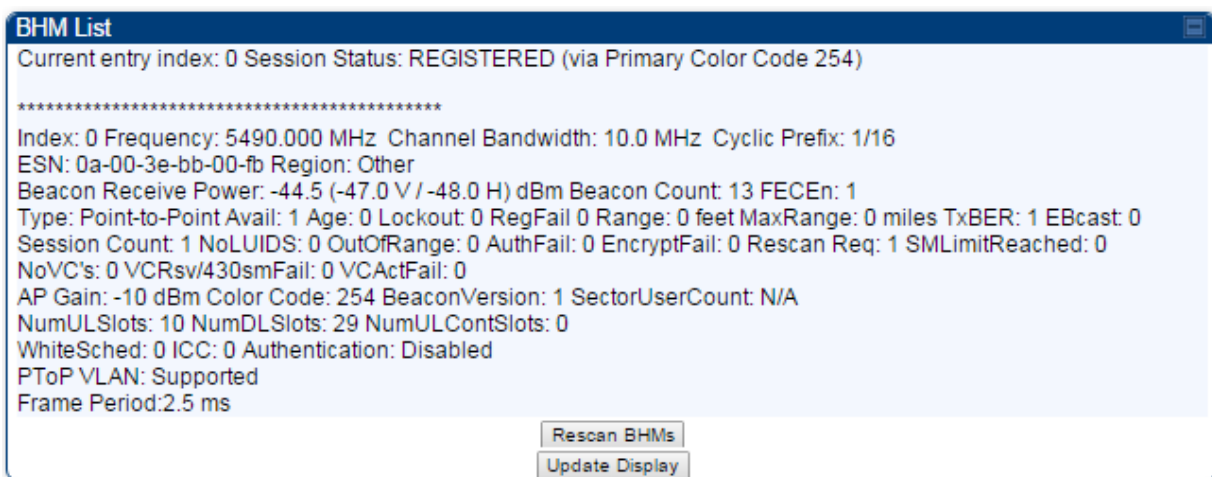 BHM List
Current entry index: 0 Session Status: REGISTERED (via Primary Color Code 254)
********************************************
Index: 0 Frequency: 5490.000 MHz  Channel Bandwidth: 10.0 MHz  Cyclic Prefix: 1/16
ESN: 0a-00-3e-bb-00-fb Region: Other
Beacon Receive Power: -44.5 (-47.0 V / -48.0 H) dBm Beacon Count: 13 FECEn: 1
Type: Point-to-Point Avail: 1 Age: 0 Lockout: 0 RegFail 0 Range: 0 feet MaxRange: 0 miles TxBER: 1 EBcast: 0
Session Count: 1 NoLUIDS: 0 OutOfRange: 0 AuthFail: 0 EncryptFail: 0 Rescan Req: 1 SMLimitReached: 0
NoVC's: 0 VCRsv/430smFail: 0 VCActFail: 0
AP Gain: -10 dBm Color Code: 254 BeaconVersion: 1 SectorUserCount: N/A
NumULSlots: 10 NumDLSlots: 29 NumULContSlots: 0
WhiteSched: 0 ICC: 0 Authentication: Disabled
PToP VLAN: Supported
Frame Period:2.5 ms
Rescan BHMs
Update Display